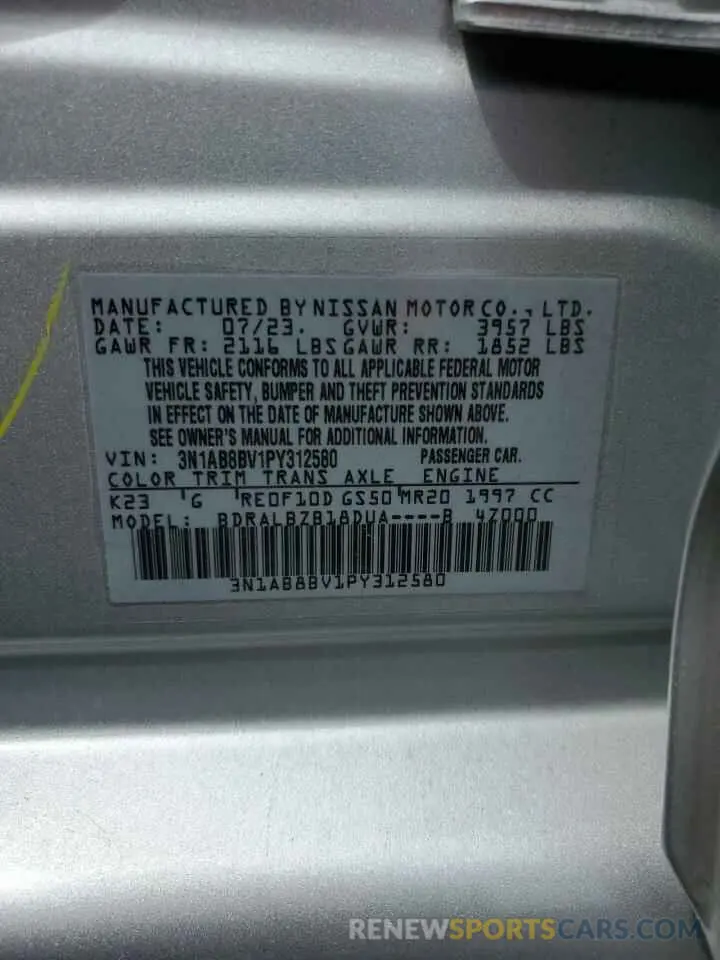 MANUFACTURED BY NISSAN MOTOR CO., LTD.
DATE: 07/23. GVWR: 3957 LBS
GAWR FR: 2116 LBS GAWR RR: 1852 LBS
THIS VEHICLE CONFORMS TO ALL APPLICABLE FEDERAL MOTOR
VEHICLE SAFETY, BUMPER AND THEFT PREVENTION STANDARDS
IN EFFECT ON THE DATE OF MANUFACTURE SHOWN ABOVE.
SEE OWNER'S MANUAL FOR ADDITIONAL INFORMATION.
VIN: 3N1AB8BV1PY312580 PASSENGER CAR.
COLOR TRIM TRANS AXLE ENGINE
K23 G RE0F10D GS50 MR20 1997 CC
MODEL: BDRALBZB18DUA----B 4Z000
3N1AB8BV1PY312580
RENEWSPORTSCARS.COM